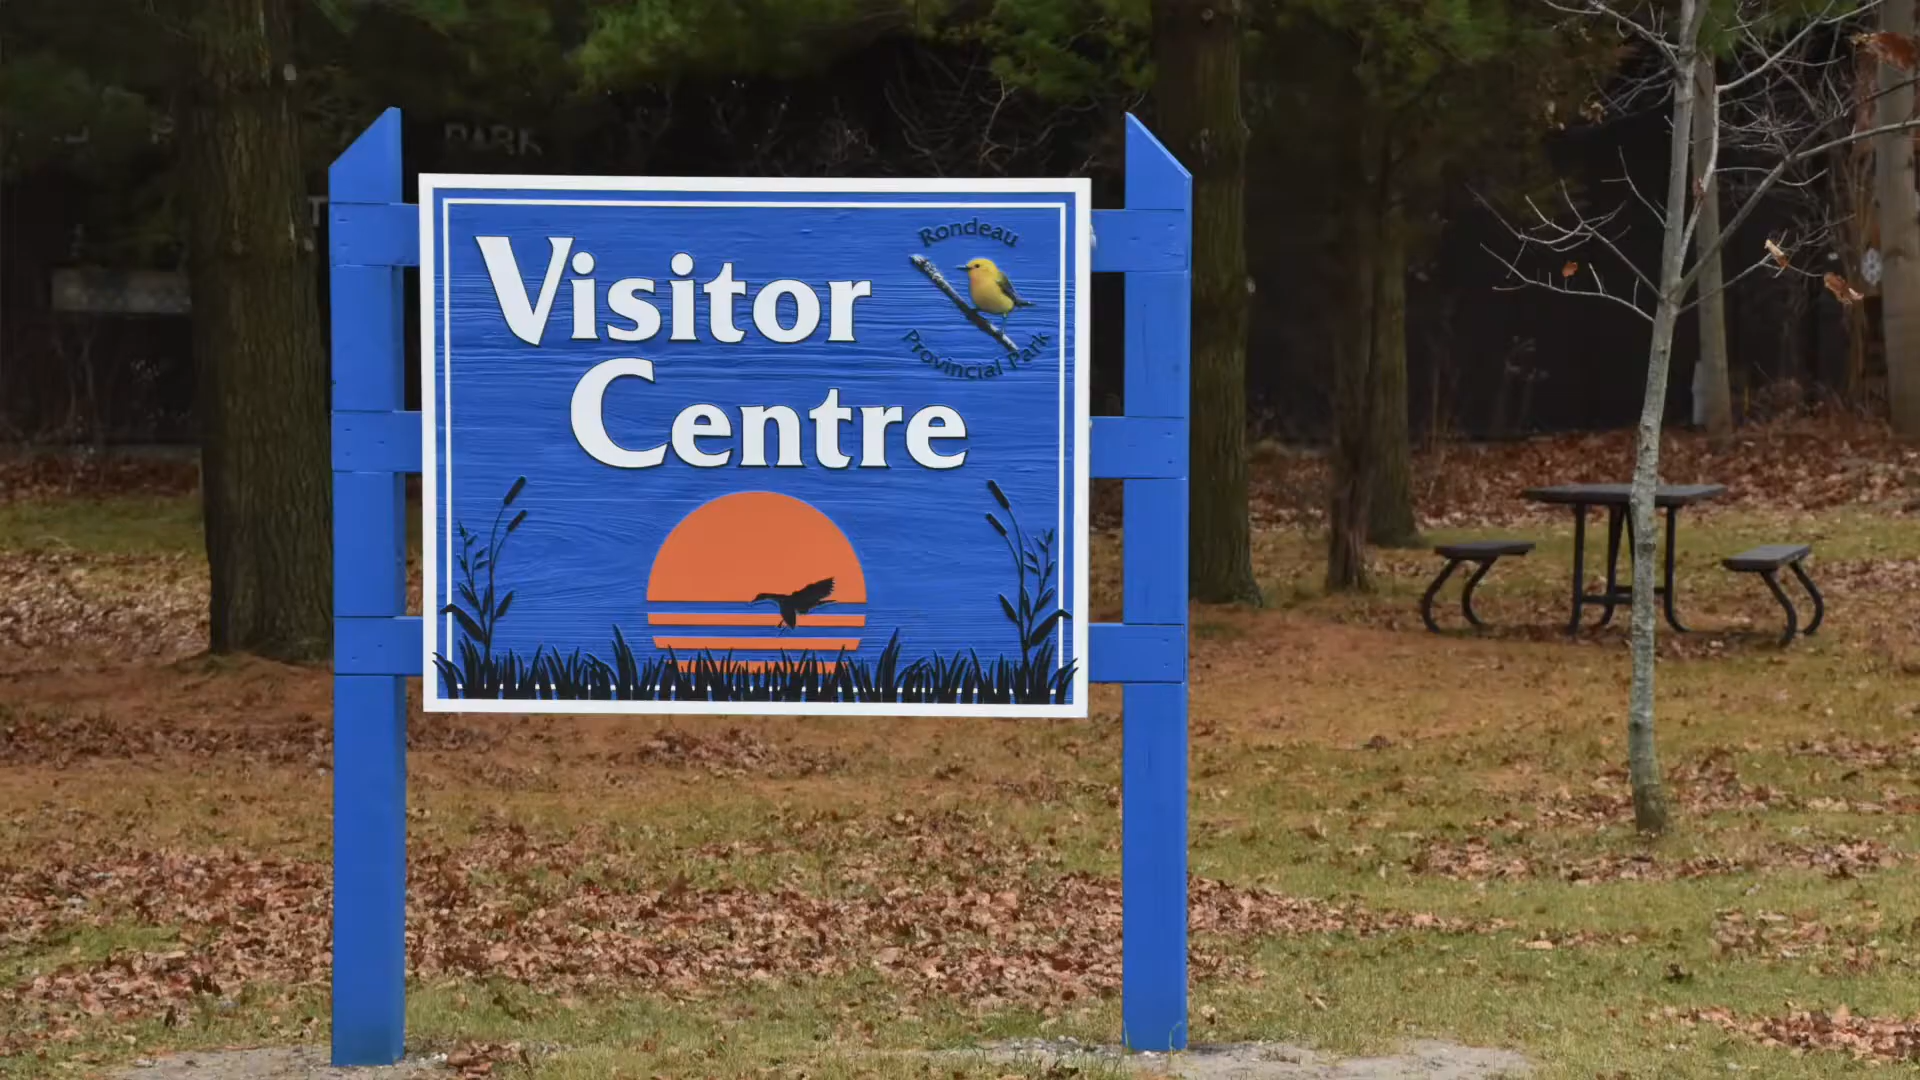 Visitor
Centre
Rondeau
Provincial Park
PARK